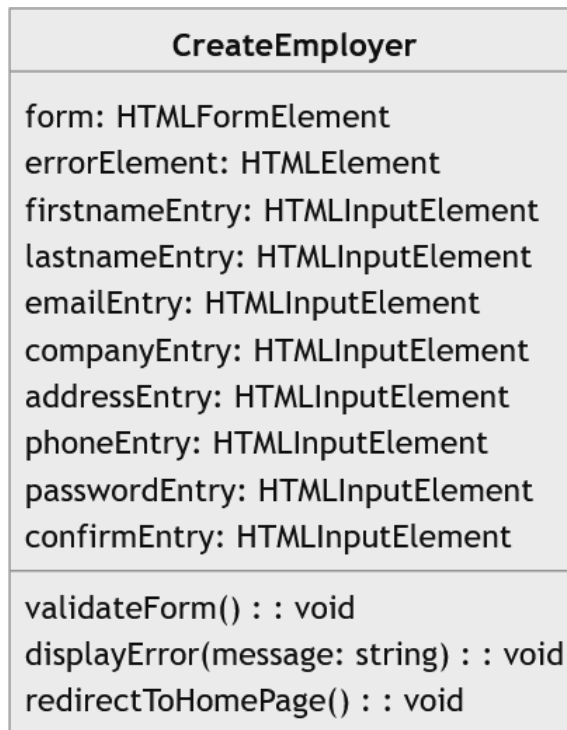 CreateEmployer
form: HTMLFormElement
errorElement: HTMLElement
firstnameEntry: HTMLInputElement
lastnameEntry: HTMLInputElement
emailEntry: HTMLInputElement
companyEntry: HTMLInputElement
addressEntry: HTMLInputElement
phoneEntry: HTMLInputElement
passwordEntry: HTMLInputElement
confirmEntry: HTMLInputElement
validateForm() : : void
displayError(message: string) : : void
redirectToHomePage() : : void